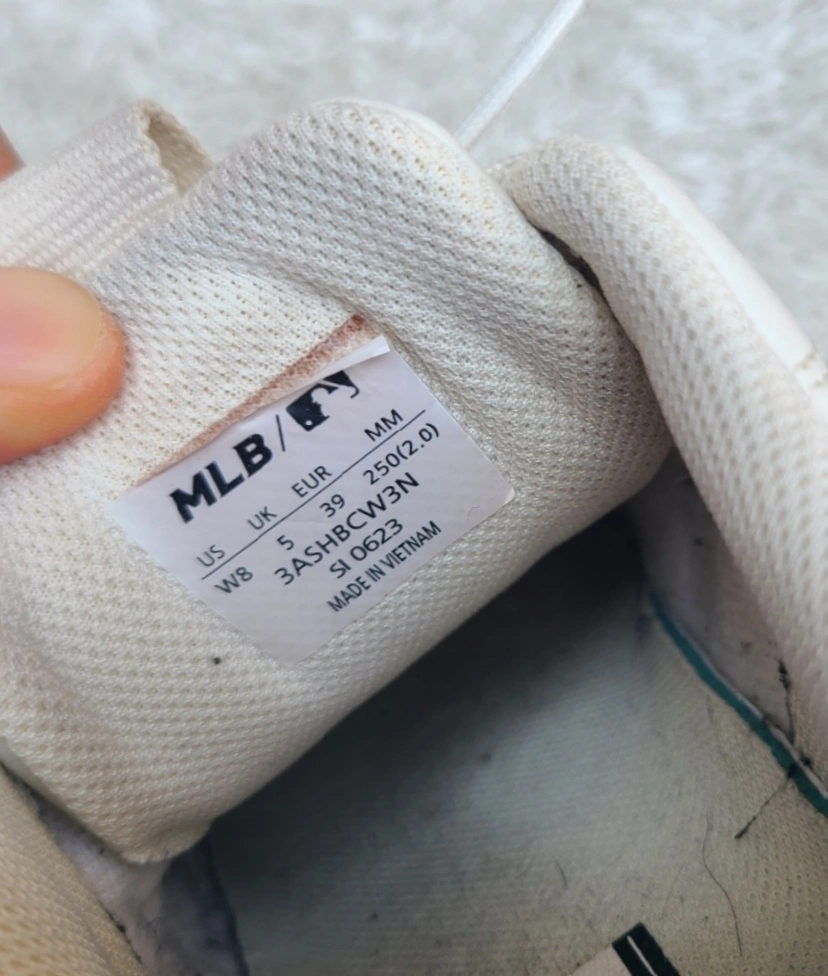 MLB/
US UK EUR MM
W8 5 39 250(2.0)
3ASHBCW3N
SI 0623
MADE IN VIETNAM